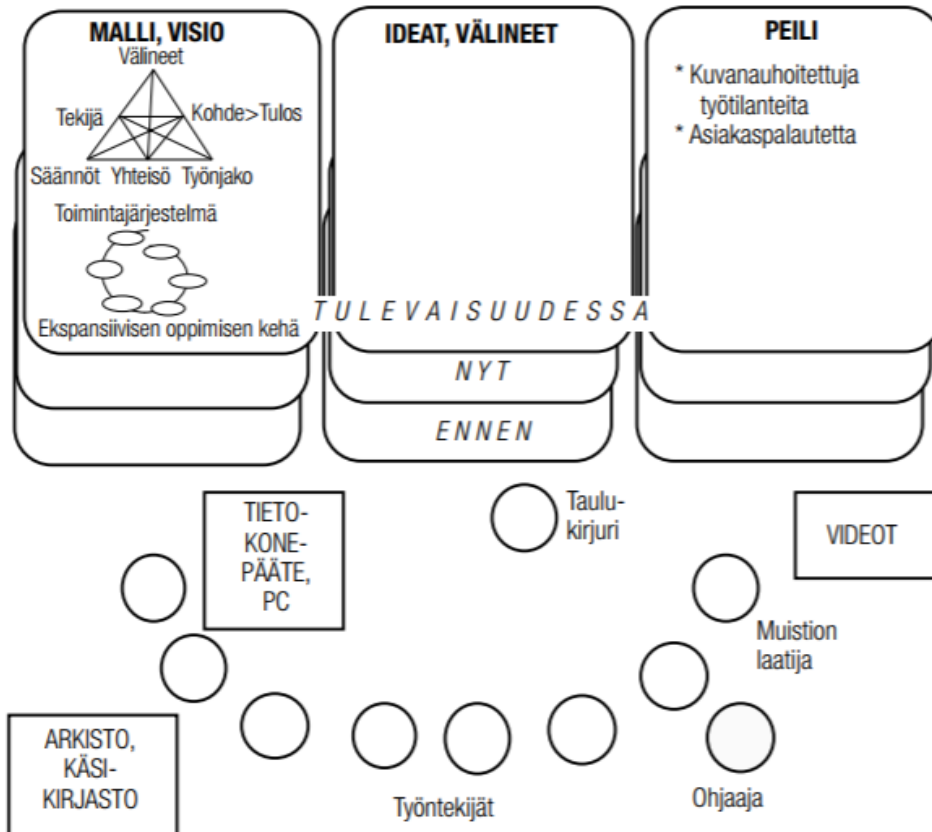 MALLI, VISIO
Välineet
Tekijä
Kohde>Tulos
Säännöt Yhteisö Työnjako
Toimintajärjestelmä
Ekspansiivisen oppimisen kehä
IDEAT, VÄLINEET
PEILI
* Kuvanauhoitettuja
työtilanteita
* Asiakaspalautetta
TULEVAISUUDESSA
NYT
ENNEN
TIETO-
KONE-
PÄÄTE,
PC
Taulu-
kirjuri
VIDEOT
Muistion
laatija
ARKISTO,
KÄSI-
KIRJASTO
Työntekijät
Ohjaaja